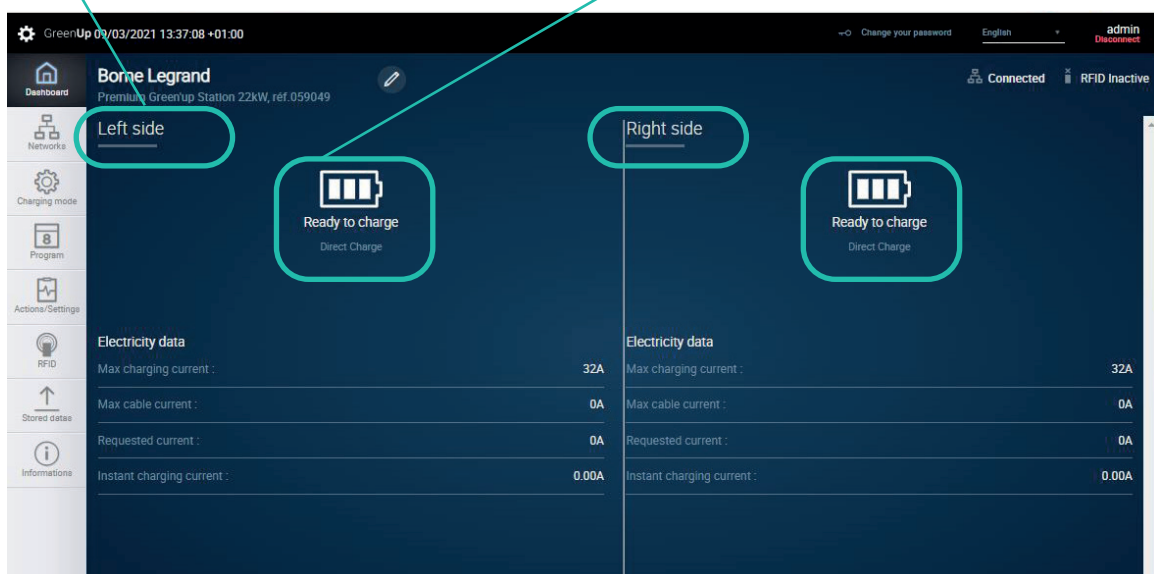 GreenUp 09/03/2021 13:37:08 +01:00
Change your password
English
admin
Disconnect
Dashboard
Borne Legrand
Premium Green'up Station 22kW, réf.059049
Connected
RFID Inactive
Networks
Charging mode
8
Program
Actions/Settings
RFID
Stored datas
Informations
Left side
Ready to charge
Direct Charge
Electricity data
Max charging current : 32A
Max cable current : 0A
Requested current : 0A
Instant charging current : 0.00A
Right side
Ready to charge
Direct Charge
Electricity data
Max charging current : 32A
Max cable current : 0A
Requested current : 0A
Instant charging current : 0.00A